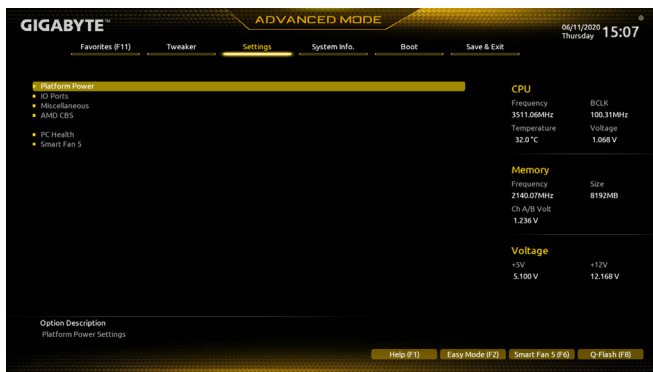 GIGABYTE™
ADVANCED MODE
06/11/2020
Thursday
15:07
Favorites (F11) Tweaker Settings System Info. Boot Save & Exit
Platform Power
IO Ports
Miscellaneous
AMD CBS
PC Health
Smart Fan 5
CPU
Frequency BCLK
3511.06MHz 100.31MHz
Temperature Voltage
32.0 °C 1.068 V
Memory
Frequency Size
2140.07MHz 8192MB
Ch A/B Volt
1.236 V
Voltage
+5V +12V
5.100 V 12.168 V
Option Description
Platform Power Settings
Help (F1) Easy Mode (F2) Smart Fan 5 (F6) Q-Flash (F8)